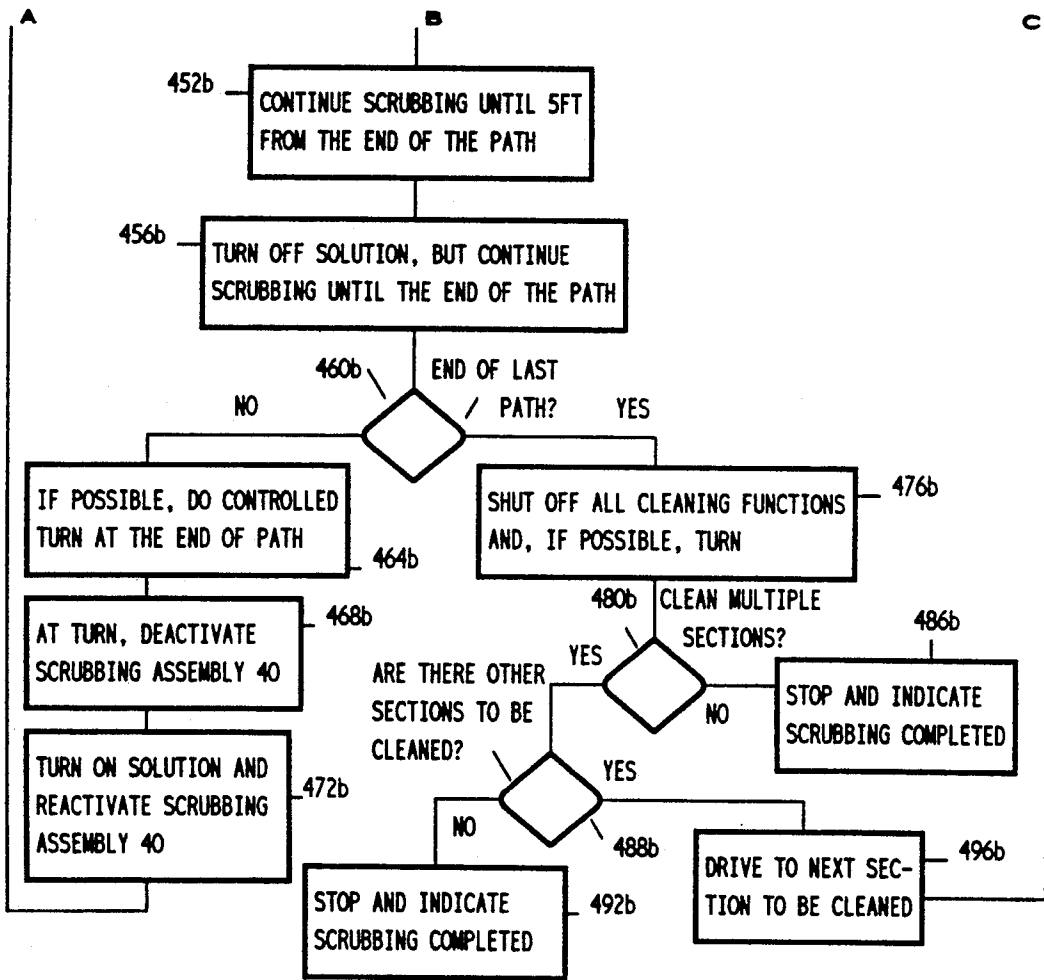 A
B
C
452b
CONTINUE SCRUBBING UNTIL 5FT
FROM THE END OF THE PATH
456b
TURN OFF SOLUTION, BUT CONTINUE
SCRUBBING UNTIL THE END OF THE PATH
460b
END OF LAST
PATH?
NO
YES
IF POSSIBLE, DO CONTROLLED
TURN AT THE END OF PATH
464b
SHUT OFF ALL CLEANING FUNCTIONS
AND, IF POSSIBLE, TURN
476b
AT TURN, DEACTIVATE
SCRUBBING ASSEMBLY 40
468b
480b
CLEAN MULTIPLE
SECTIONS?
486b
YES
NO
STOP AND INDICATE
SCRUBBING COMPLETED
ARE THERE OTHER
SECTIONS TO BE
CLEANED?
TURN ON SOLUTION AND
REACTIVATE SCRUBBING
ASSEMBLY 40
472b
YES
NO
488b
STOP AND INDICATE
SCRUBBING COMPLETED
492b
DRIVE TO NEXT SEC-
TION TO BE CLEANED
496b